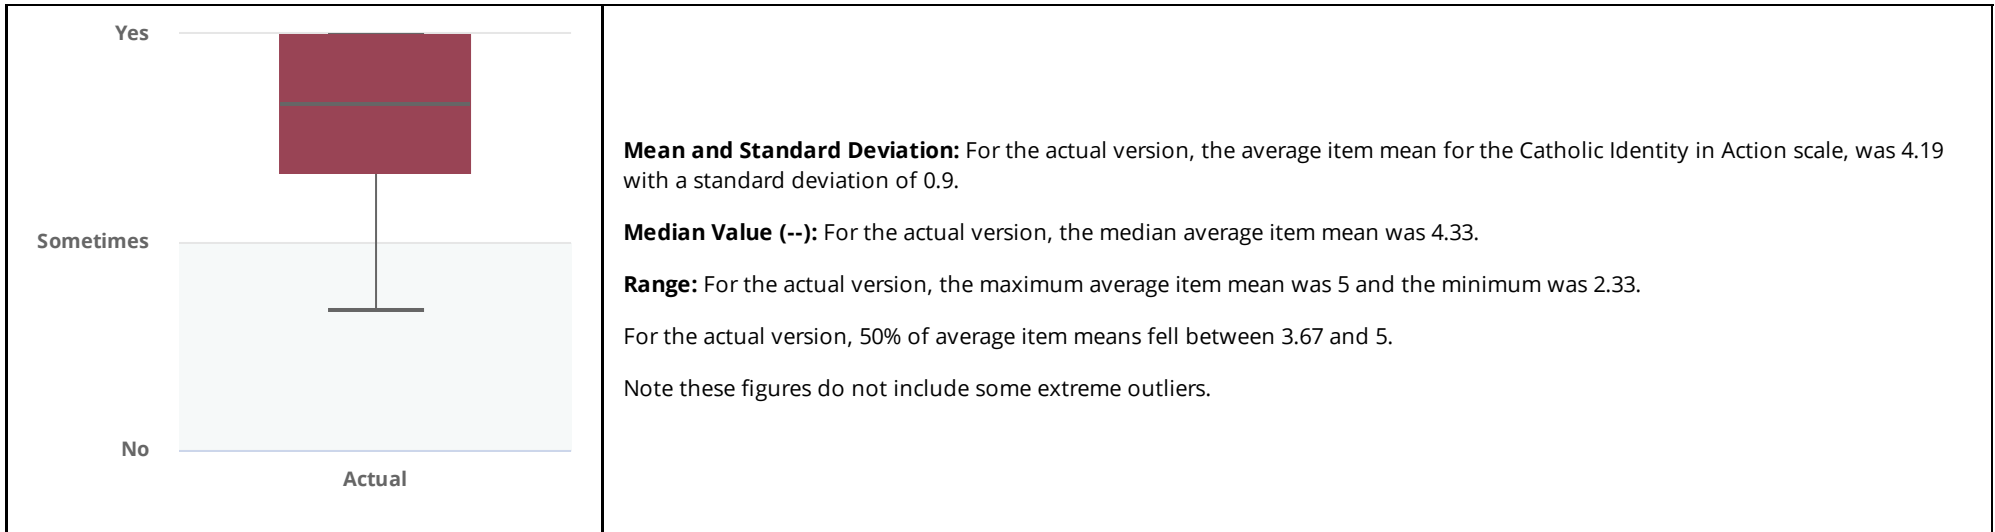 Yes
Sometimes
No
Actual
Mean and Standard Deviation: For the actual version, the average item mean for the Catholic Identity in Action scale, was 4.19
with a standard deviation of 0.9.
Median Value (--): For the actual version, the median average item mean was 4.33.
Range: For the actual version, the maximum average item mean was 5 and the minimum was 2.33.
For the actual version, 50% of average item means fell between 3.67 and 5.
Note these figures do not include some extreme outliers.